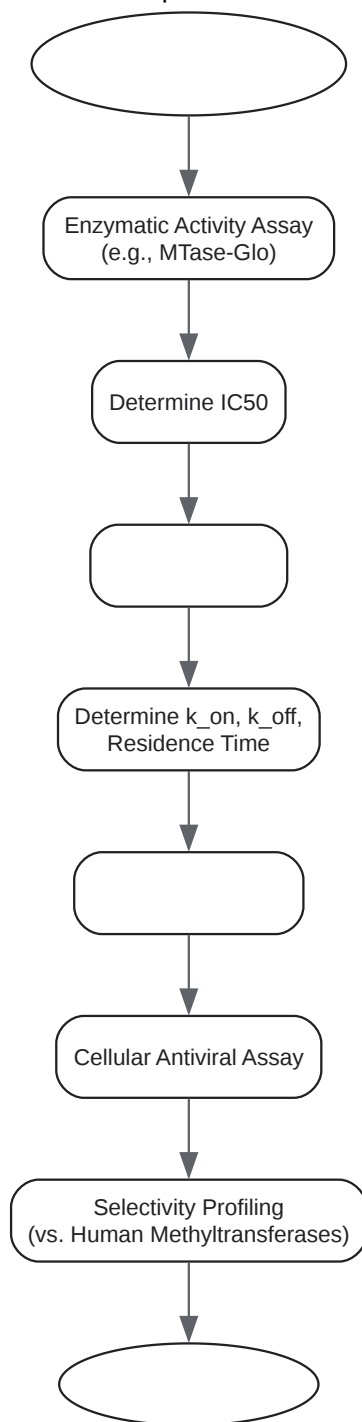 Enzymatic Activity Assay
(e.g., MTase-Glo)
Determine IC50
Determine k_on, k_off,
Residence Time
Cellular Antiviral Assay
Selectivity Profiling
(vs. Human Methyltransferases)